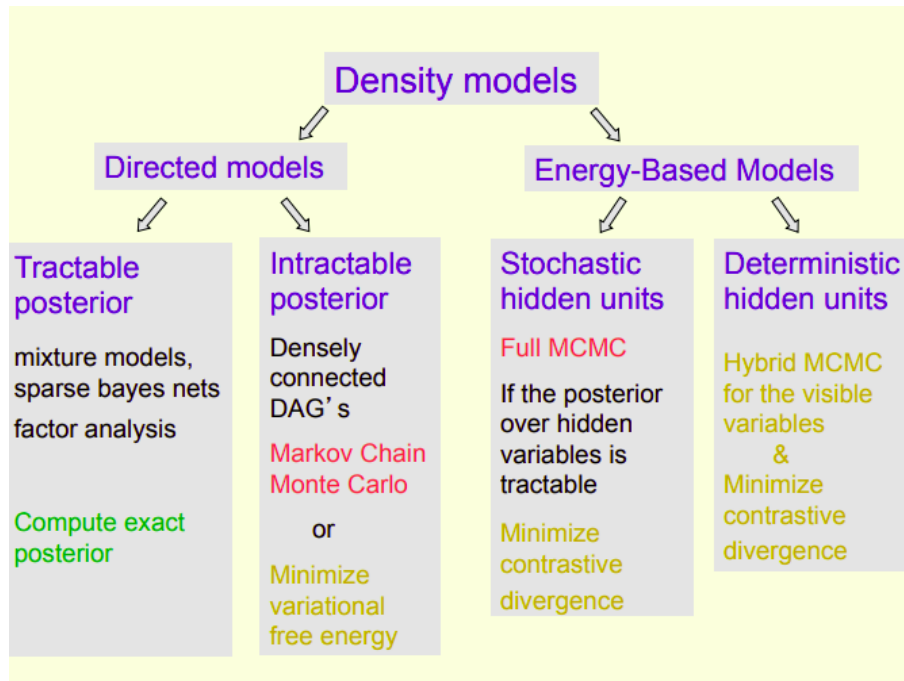 Density models
Directed models
Energy-Based Models
Tractable
posterior
mixture models,
sparse bayes nets
factor analysis
Compute exact
posterior
Intractable
posterior
Densely
connected
DAG’s
Markov Chain
Monte Carlo
or
Minimize
variational
free energy
Stochastic
hidden units
Full MCMC
If the posterior
over hidden
variables is
tractable
Minimize
contrastive
divergence
Deterministic
hidden units
Hybrid MCMC
for the visible
variables
&
Minimize
contrastive
divergence